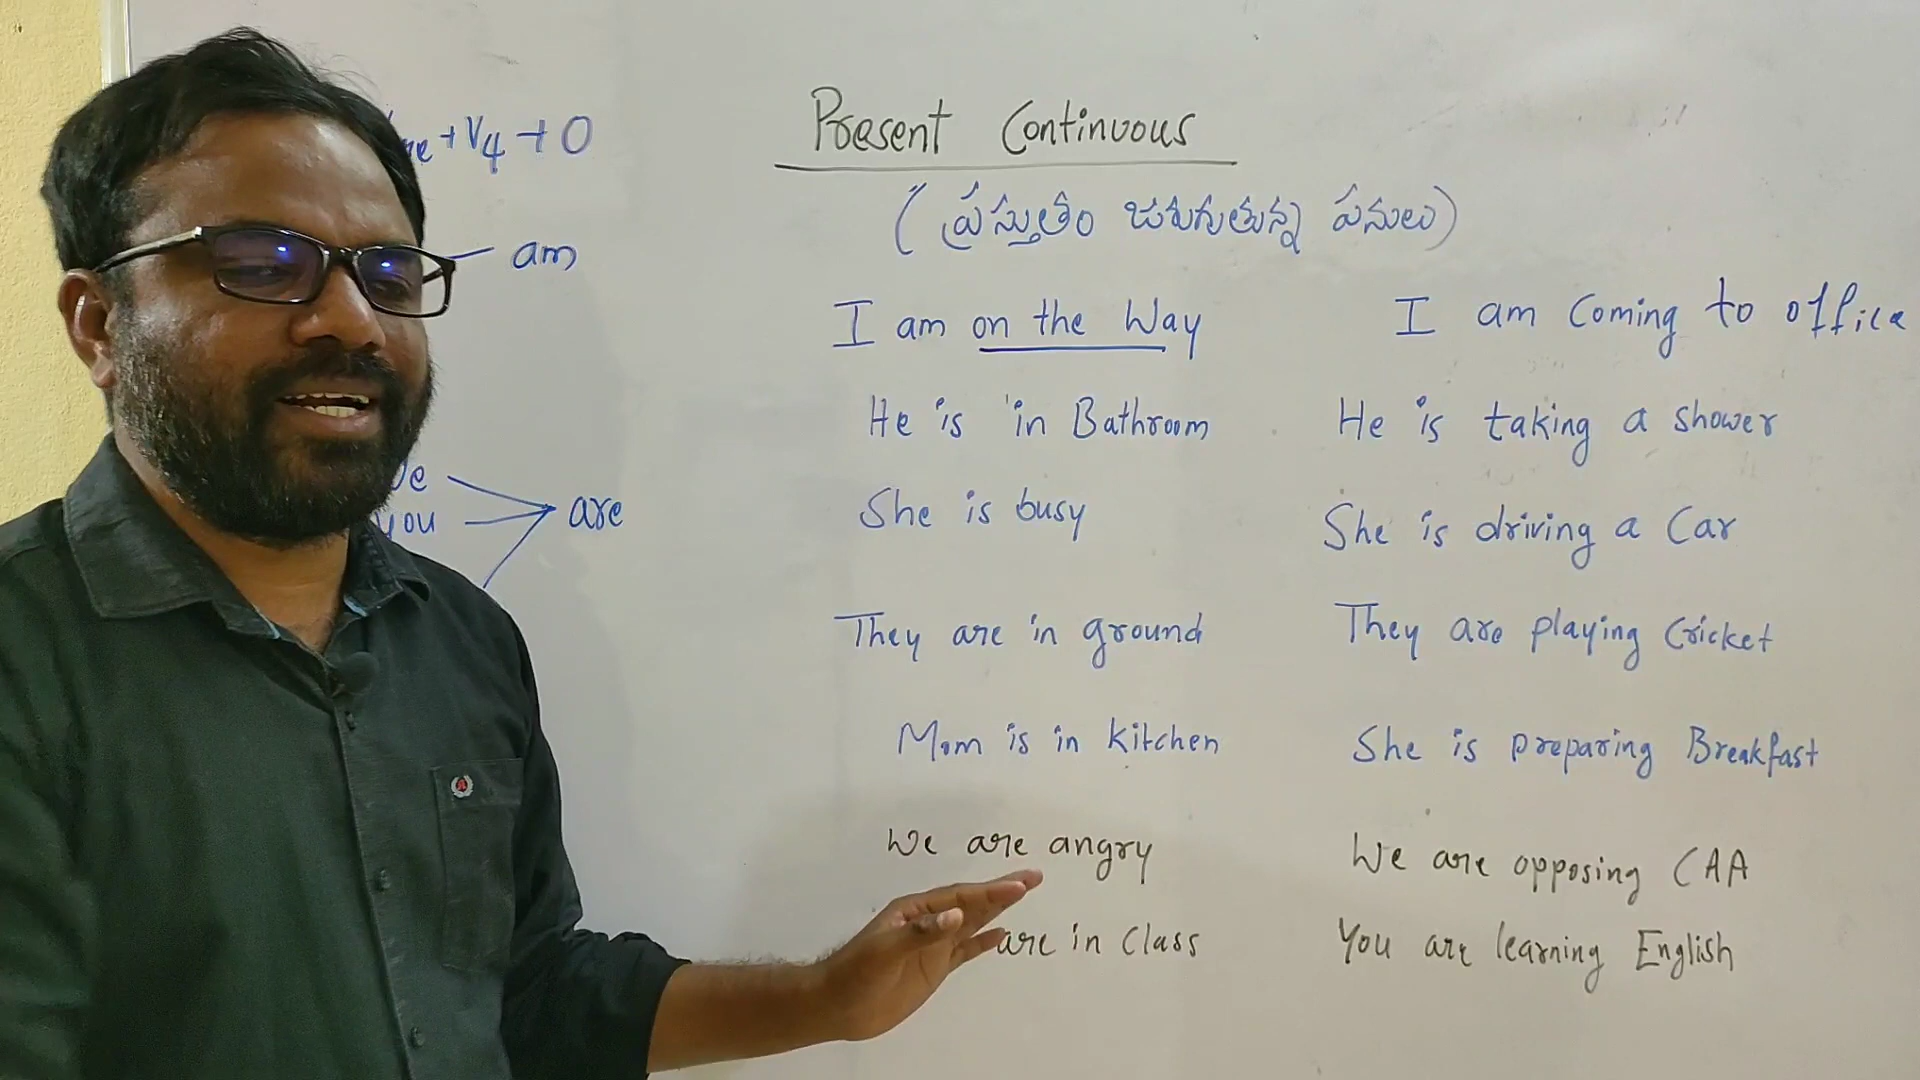 + V4 + O
am
you
are
Present Continuous
(ప్రస్తుతం జరుగుతున్న పనులు)
I am on the Way
I am coming to office
He is in Bathroom
He is taking a shower
She is busy
She is driving a Car
They are in ground
They are playing Cricket
Mom is in kitchen
She is preparing Breakfast
We are angry
We are opposing CAA
are in Class
You are learning English